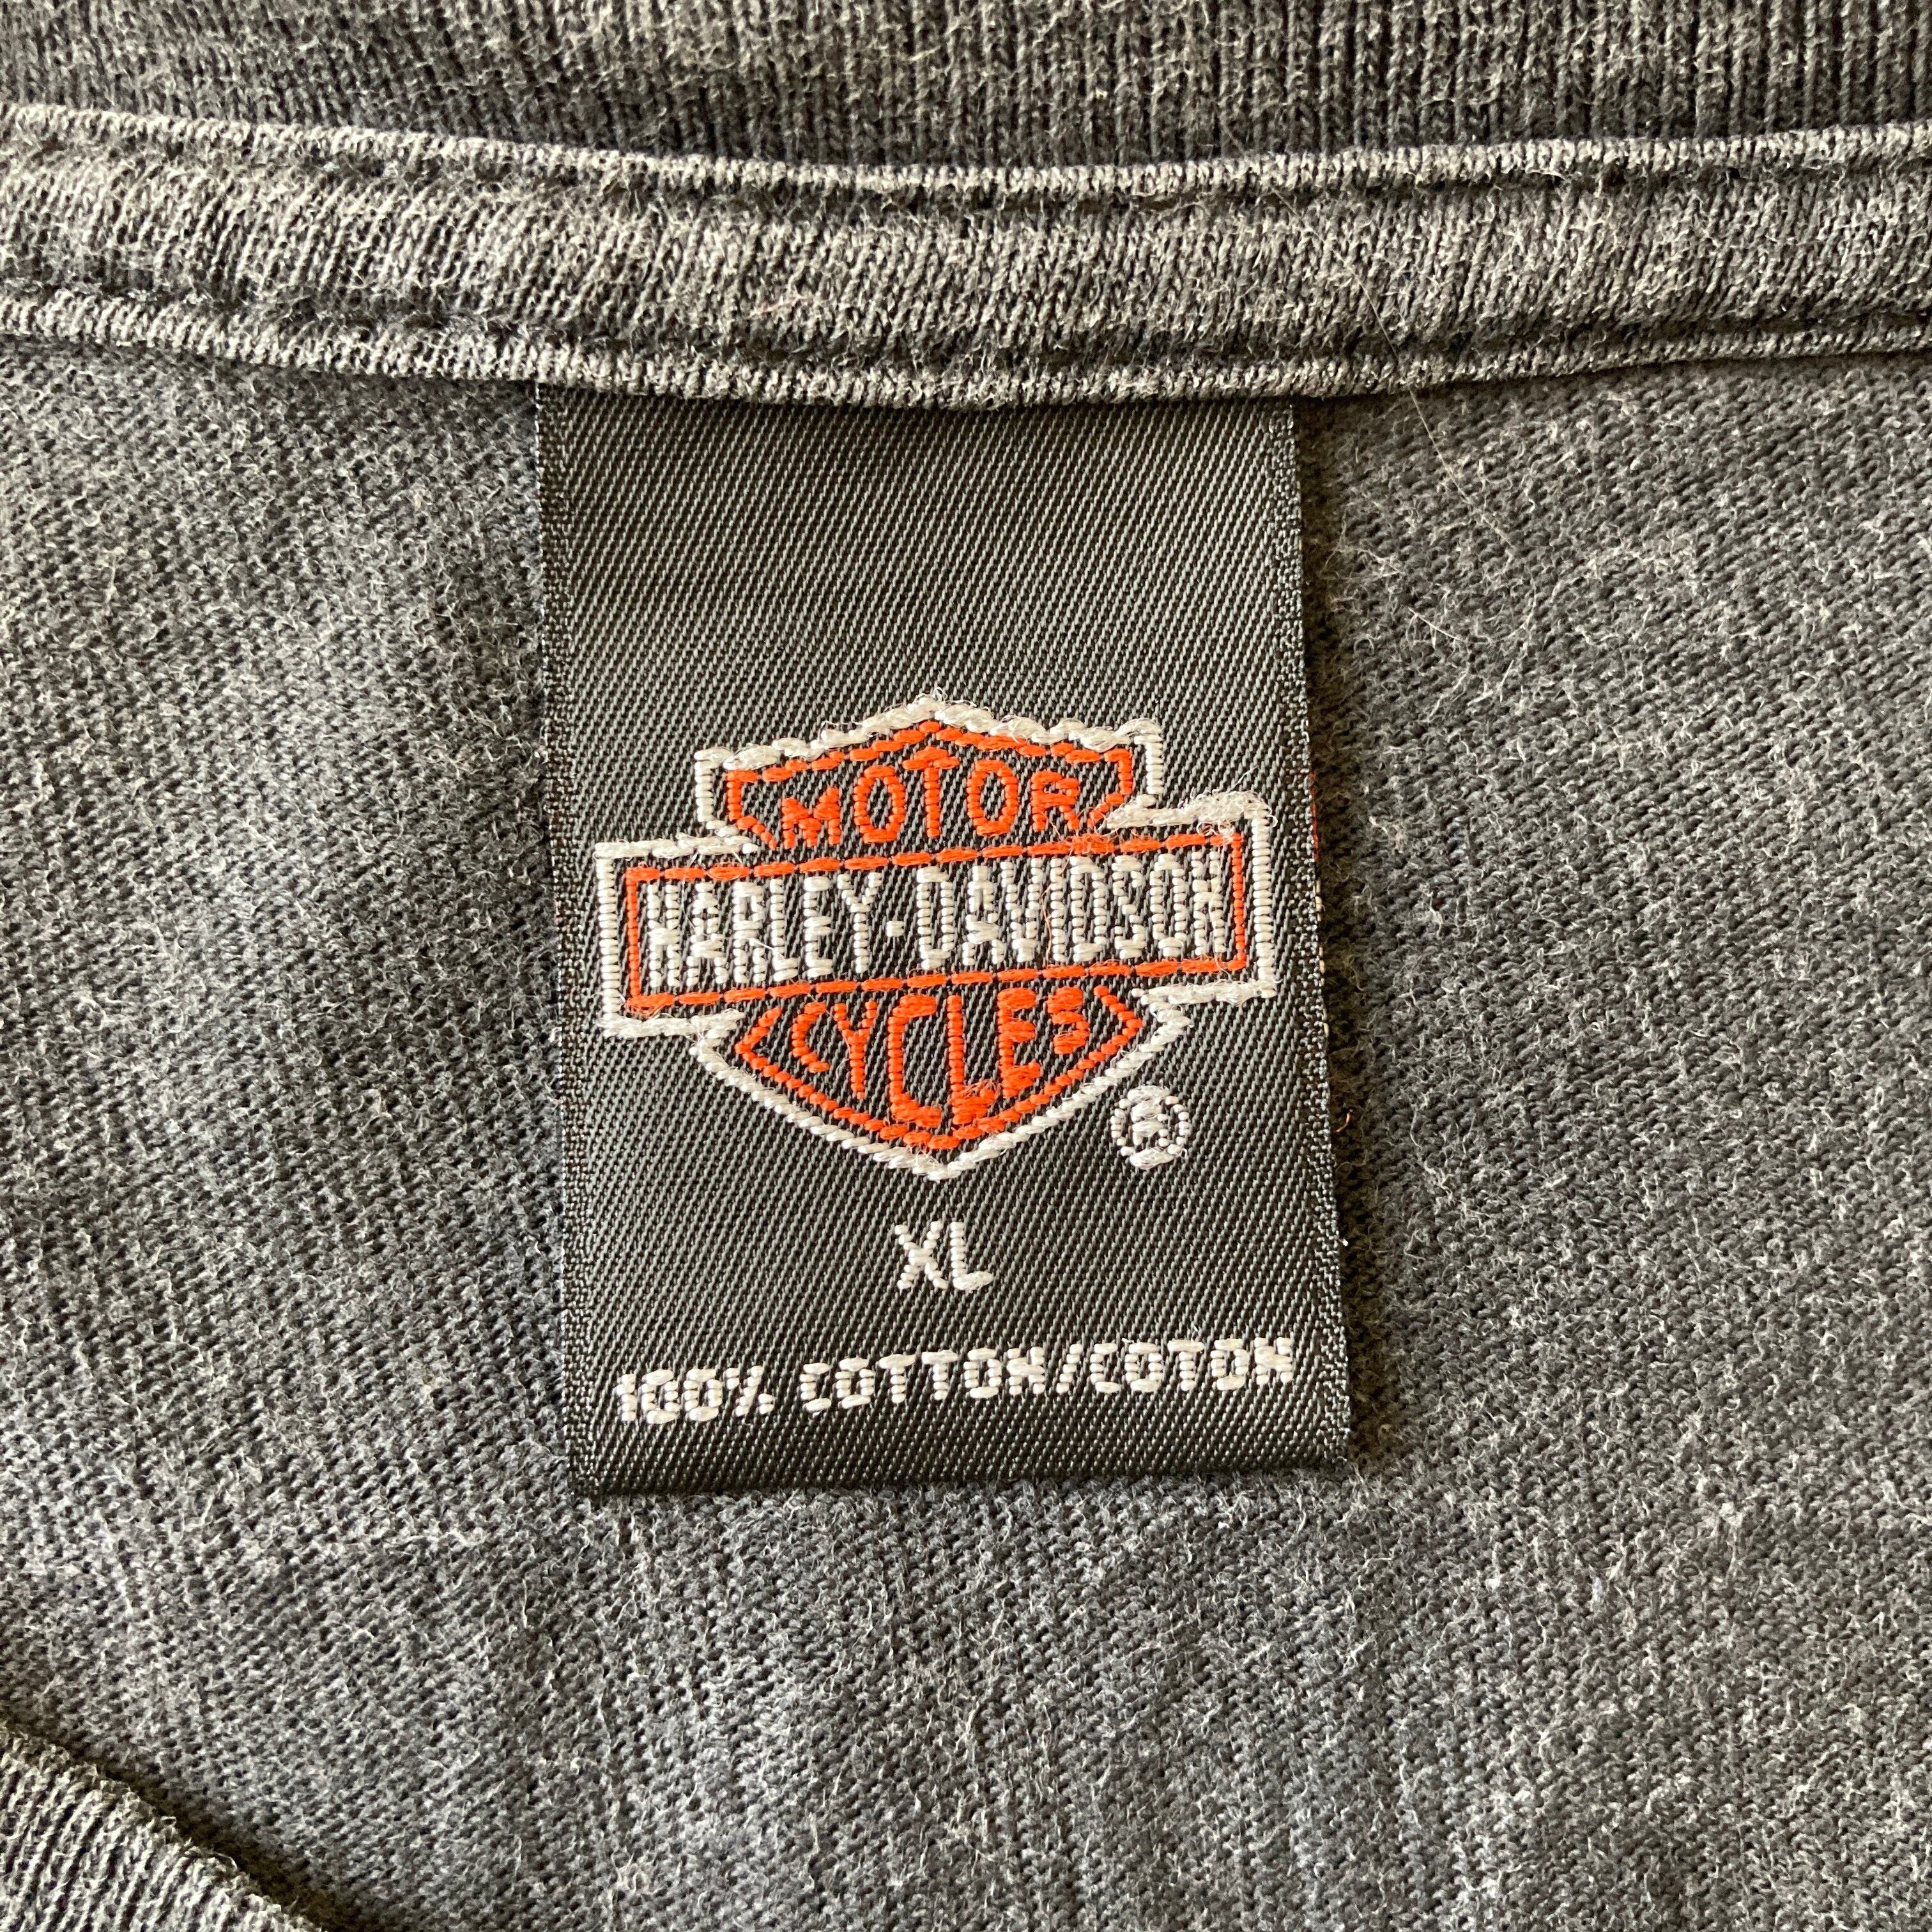 MOTOR
HARLEY-DAVIDSON
CYCLES
®
XL
100% COTTON/COTON